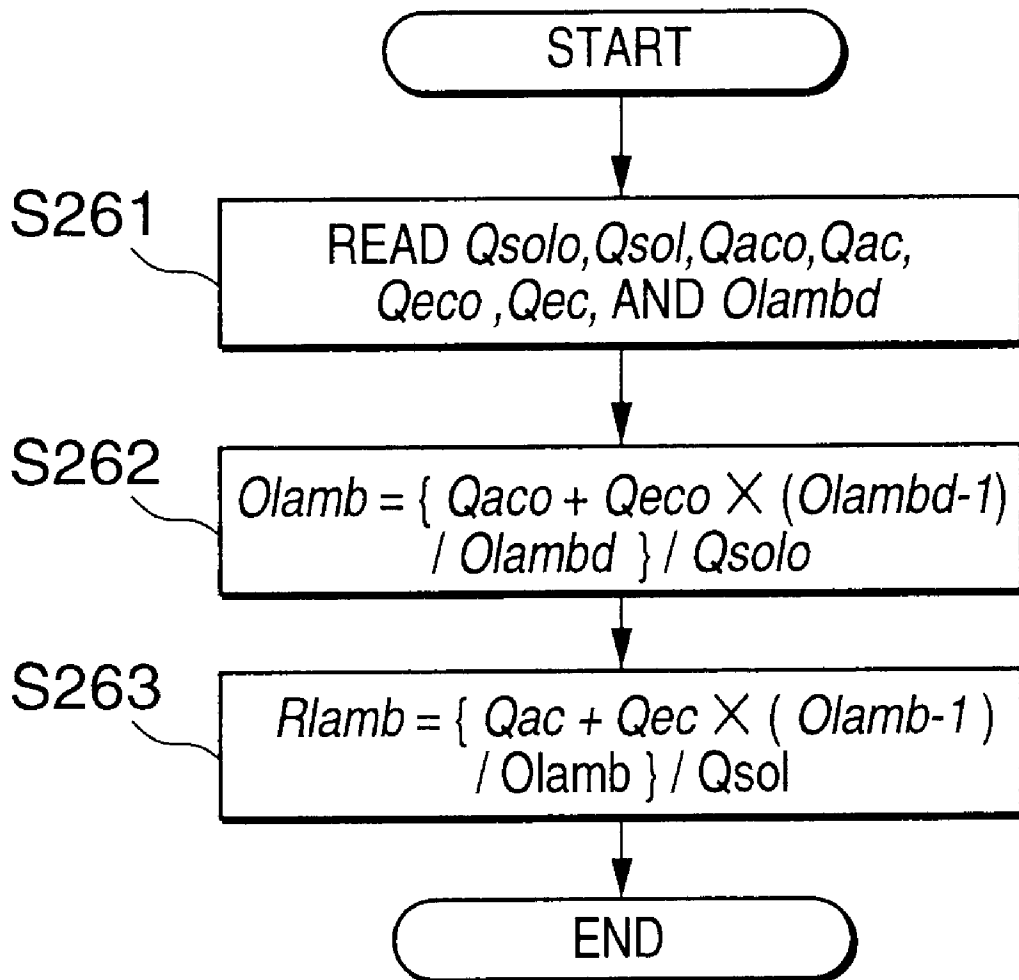 START
S261
READ Qsolo,Qsol,Qaco,Qac,
Qeco ,Qec, AND Olambd
S262
Olamb = { Qaco + Qeco × (Olambd-1)
/ Olambd } / Qsolo
S263
Rlamb = { Qac + Qec × ( Olamb-1 )
/ Olamb } / Qsol
END